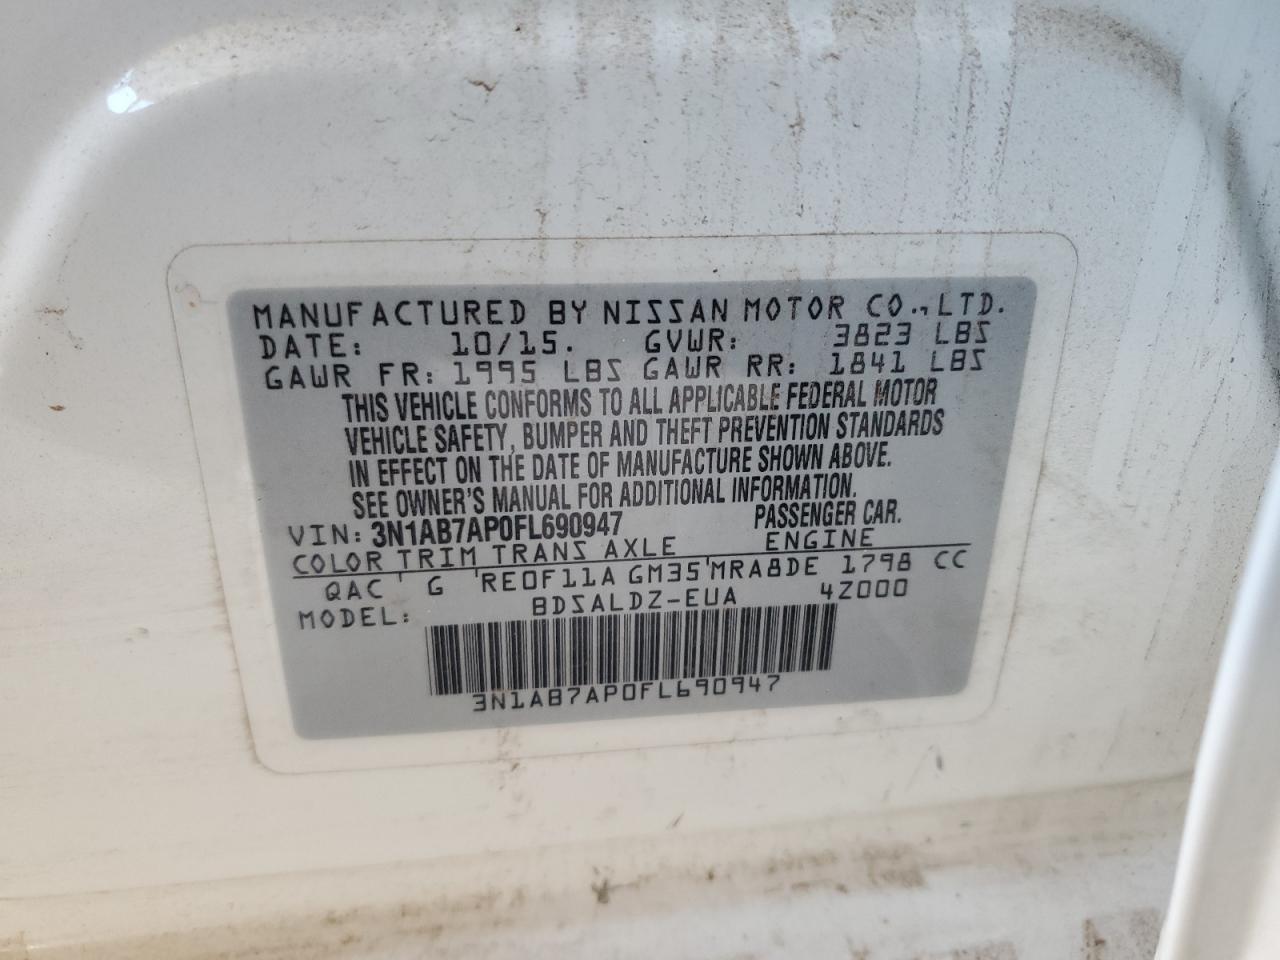 MANUFACTURED BY NISSAN MOTOR CO., LTD.
DATE: 10/15. GVWR: 3823 LBS
GAWR FR: 1995 LBS GAWR RR: 1841 LBS
THIS VEHICLE CONFORMS TO ALL APPLICABLE FEDERAL MOTOR
VEHICLE SAFETY, BUMPER AND THEFT PREVENTION STANDARDS
IN EFFECT ON THE DATE OF MANUFACTURE SHOWN ABOVE.
SEE OWNER'S MANUAL FOR ADDITIONAL INFORMATION.
VIN: 3N1AB7AP0FL690947 PASSENGER CAR.
COLOR TRIM TRANS AXLE ENGINE
QAC ' G 'RE0F11A GM35'MRA8DE 1798 CC
MODEL: BDSALDZ-EUA 4Z000
3N1AB7AP0FL690947